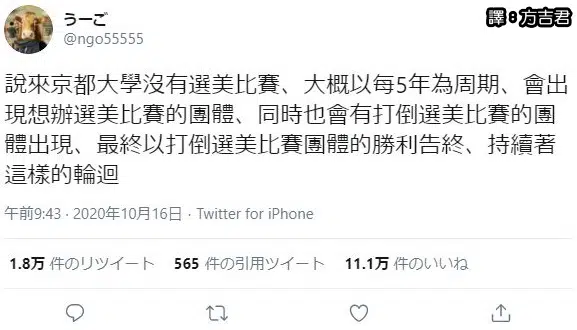 譯8方吉君
うーご
@ngo55555
說來京都大學沒有選美比賽、大概以每5年為周期、會出
現想辦選美比賽的團體、同時也會有打倒選美比賽的團
體出現、最終以打倒選美比賽團體的勝利告終、持續著
這樣的輪迴
午前9:43 · 2020年10月16日 · Twitter for iPhone
1.8万 件のリツイート 565 件の引用ツイート 11.1万 件のいいね